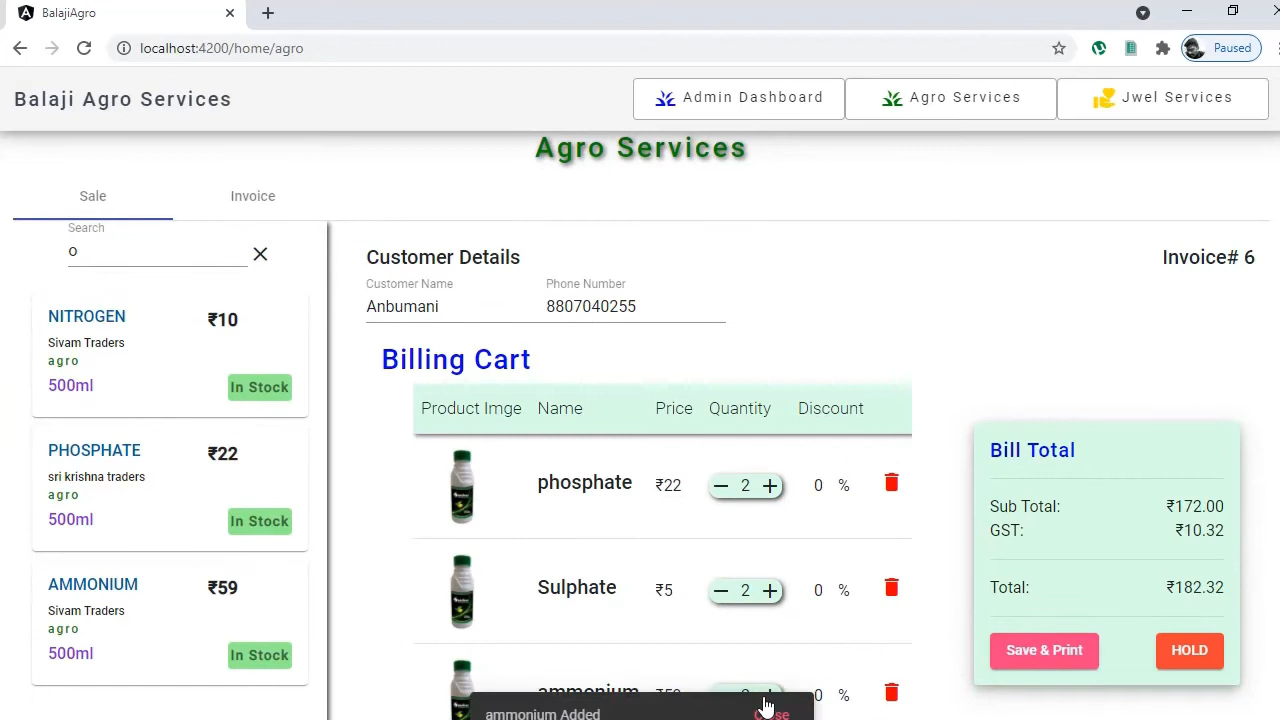 BalajiAgro
localhost:4200/home/agro
Paused
Balaji Agro Services
Admin Dashboard
Agro Services
Jwel Services
Agro Services
Sale
Invoice
Search
O
NITROGEN
₹10
Sivam Traders
agro
500ml
In Stock
PHOSPHATE
₹22
sri krishna traders
agro
500ml
In Stock
AMMONIUM
₹59
Sivam Traders
agro
500ml
In Stock
Customer Details
Invoice# 6
Customer Name
Phone Number
Anbumani
8807040255
Billing Cart
Product Imge Name Price Quantity Discount
phosphate ₹22 − 2 + 0 %
Sulphate ₹5 − 2 + 0 %
ammonium 0 %
Bill Total
Sub Total: ₹172.00
GST: ₹10.32
Total: ₹182.32
Save & Print
HOLD
ammonium Added